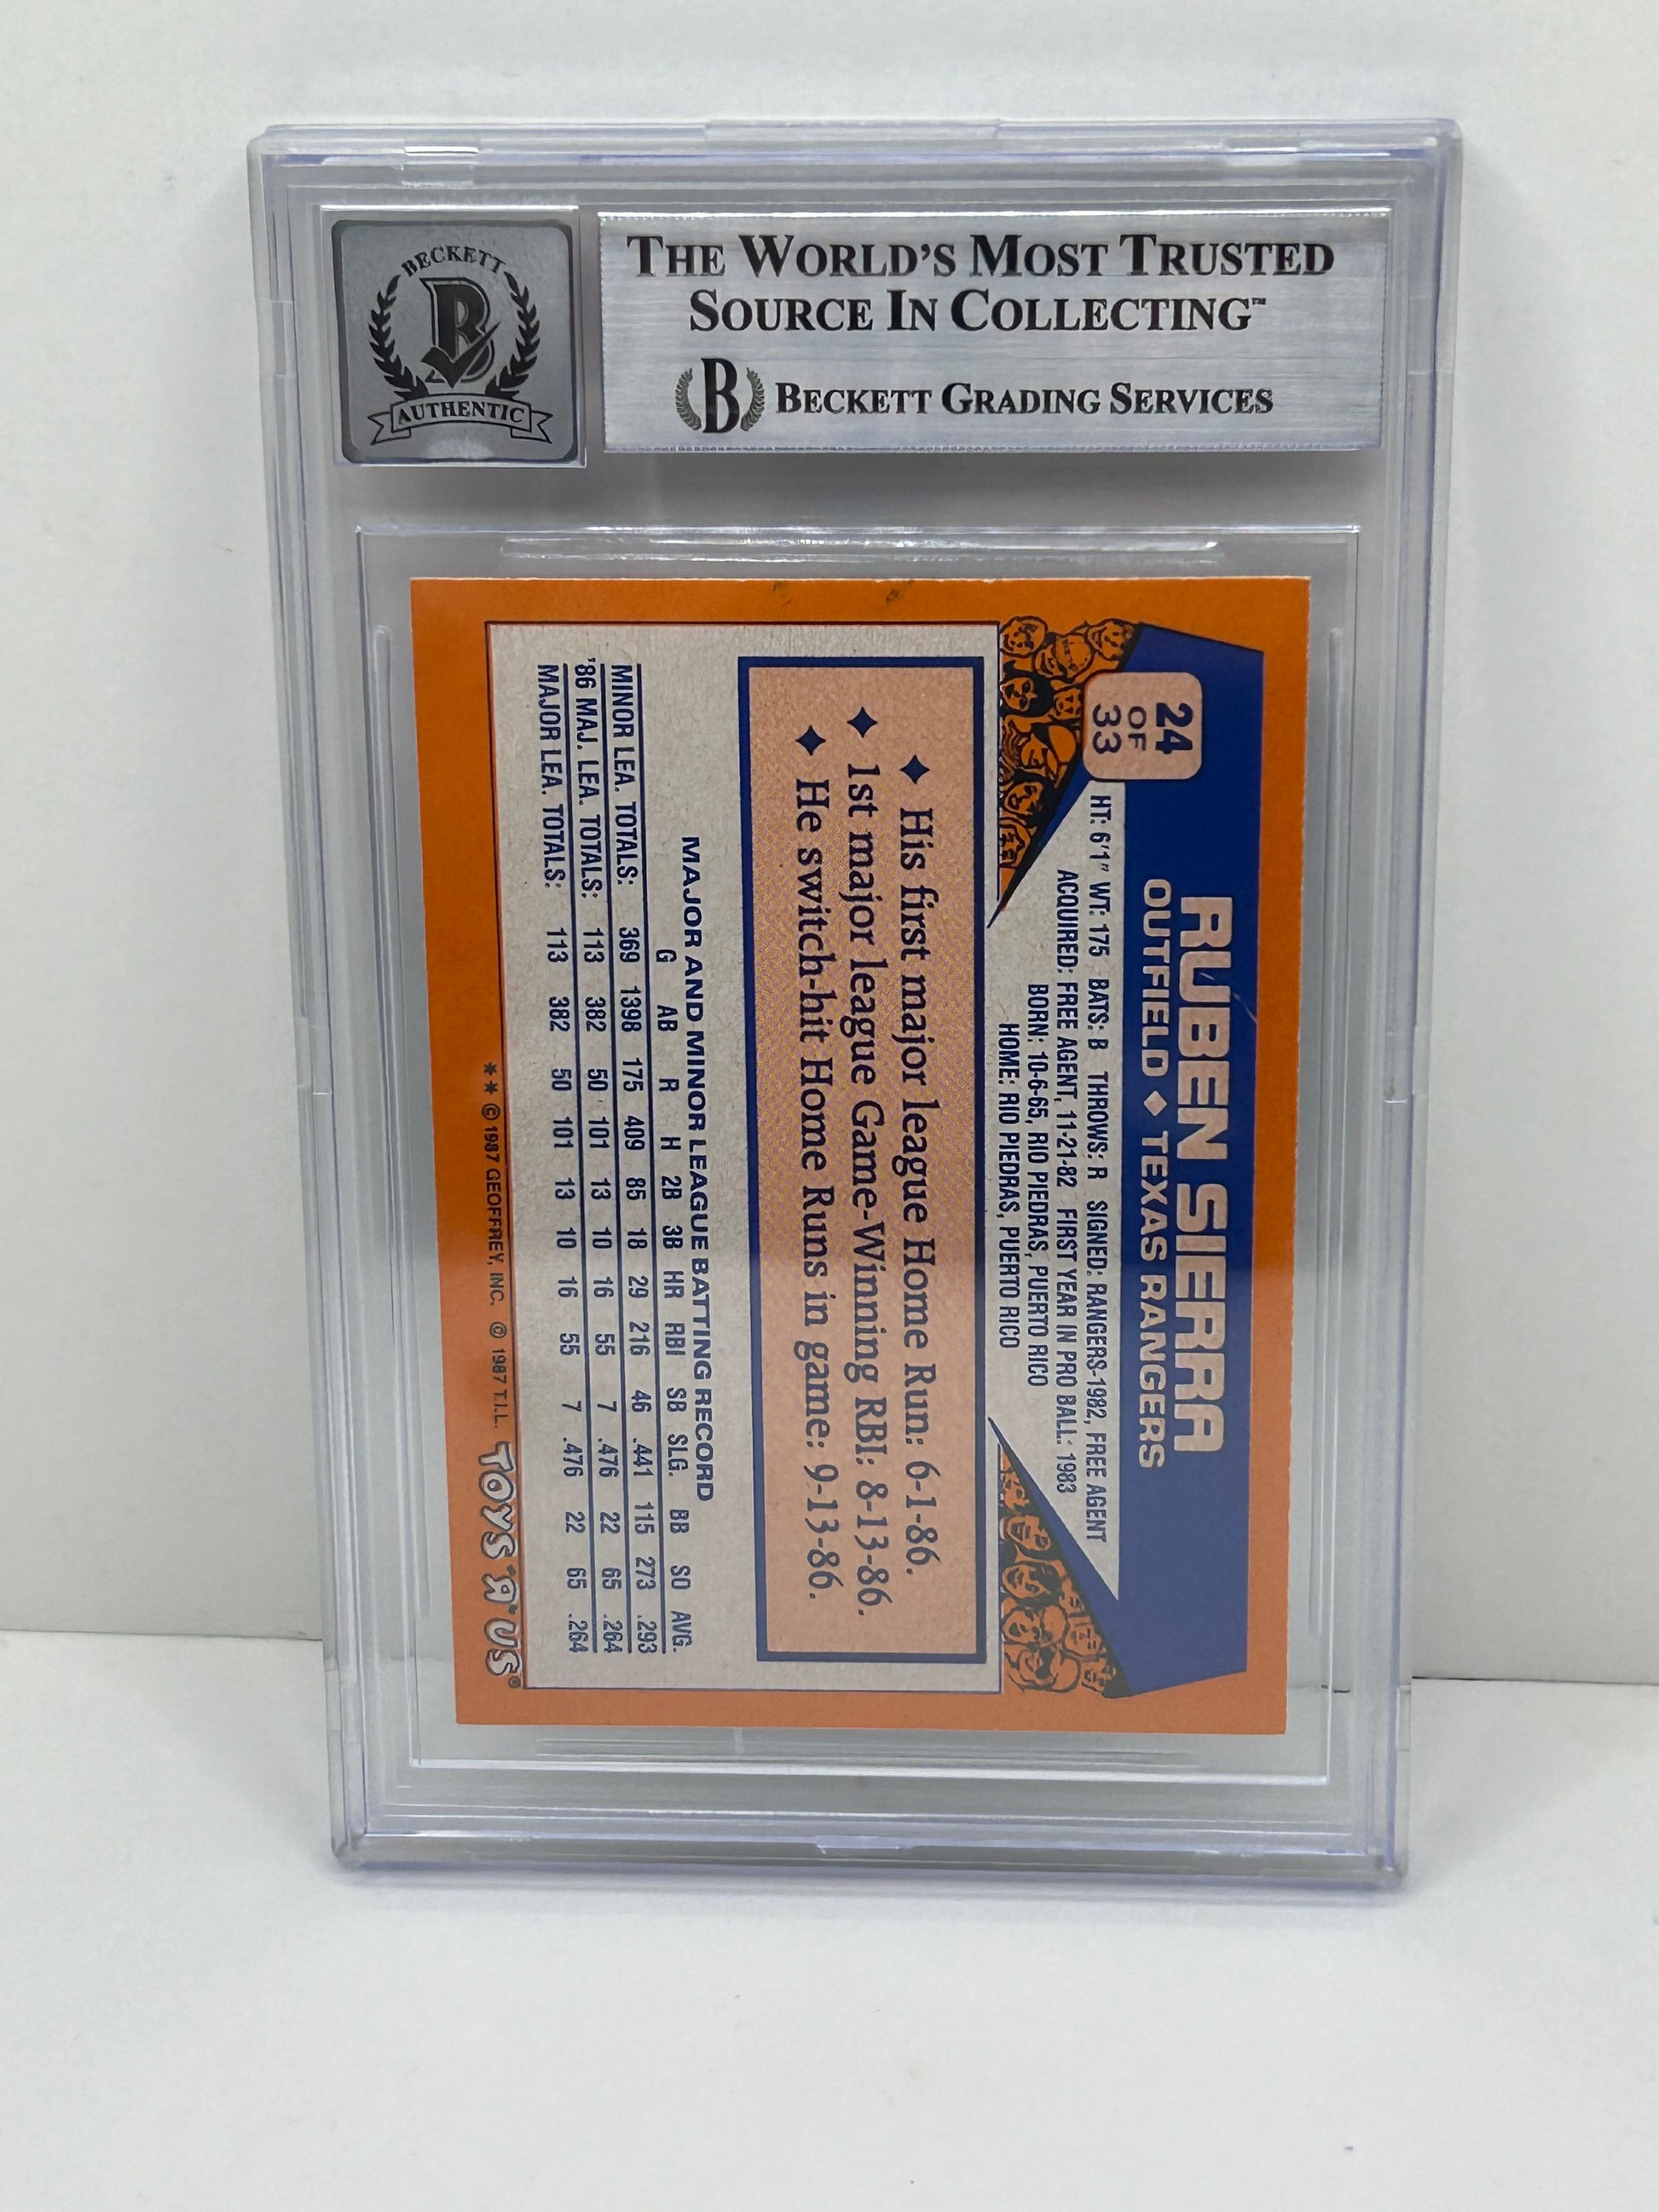 BECKETT
B
AUTHENTIC
THE WORLD'S MOST TRUSTED
SOURCE IN COLLECTING™
B BECKETT GRADING SERVICES
24
OF
33
RUBEN SIERRA
OUTFIELD ◆ TEXAS RANGERS
HT: 6'1" WT: 175 BATS: B THROWS: R SIGNED: RANGERS-1982, FREE AGENT
ACQUIRED: FREE AGENT, 11-21-82 FIRST YEAR IN PRO BALL: 1983
BORN: 10-6-65, RIO PIEDRAS, PUERTO RICO
HOME: RIO PIEDRAS, PUERTO RICO
✦ His first major league Home Run: 6-1-86.
✦ 1st major league Game-Winning RBI: 8-13-86.
✦ He switch-hit Home Runs in game: 9-13-86.
MAJOR AND MINOR LEAGUE BATTING RECORD
G AB R H 2B 3B HR RBI SB SLG. BB SO AVG.
MINOR LEA. TOTALS: 369 1398 175 409 85 18 29 216 46 .441 115 273 .293
'86 MAJ. LEA. TOTALS: 113 382 50 101 13 10 16 55 7 .476 22 65 .264
MAJOR LEA. TOTALS: 113 382 50 101 13 10 16 55 7 .476 22 65 .264
** © 1987 GEOFFREY, INC. © 1987 T.I.L. TOYS "R" US®